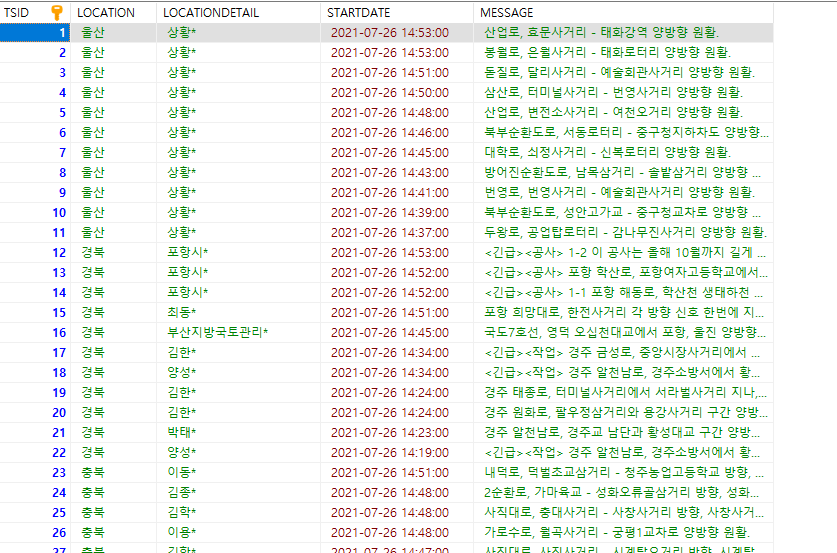 TSID LOCATION LOCATIONDETAIL STARTDATE MESSAGE
1 울산 상황* 2021-07-26 14:53:00 산업로, 효문사거리 - 태화강역 양방향 원활.
2 울산 상황* 2021-07-26 14:53:00 봉월로, 은월사거리 - 태화로터리 양방향 원활.
3 울산 상황* 2021-07-26 14:51:00 돋질로, 달리사거리 - 예술회관사거리 양방향 원활.
4 울산 상황* 2021-07-26 14:50:00 삼산로, 터미널사거리 - 번영사거리 양방향 원활.
5 울산 상황* 2021-07-26 14:48:00 산업로, 변전소사거리 - 여천오거리 양방향 원활.
6 울산 상황* 2021-07-26 14:46:00 북부순환도로, 서동로터리 - 중구청지하차도 양방향...
7 울산 상황* 2021-07-26 14:45:00 대학로, 쇠정사거리 - 신복로터리 양방향 원활.
8 울산 상황* 2021-07-26 14:43:00 방어진순환도로, 남목삼거리 - 솔밭삼거리 양방향 ...
9 울산 상황* 2021-07-26 14:41:00 번영로, 번영사거리 - 예술회관사거리 양방향 원활.
10 울산 상황* 2021-07-26 14:39:00 북부순환도로, 성안고가교 - 중구청교차로 양방향 ...
11 울산 상황* 2021-07-26 14:37:00 두왕로, 공업탑로터리 - 감나무진사거리 양방향 원활.
12 경북 포항시* 2021-07-26 14:53:00 <긴급><공사> 1-2 이 공사는 올해 10월까지 길게 ...
13 경북 포항시* 2021-07-26 14:52:00 <긴급><공사> 포항 학산로, 포항여자고등학교에서...
14 경북 포항시* 2021-07-26 14:52:00 <긴급><공사> 1-1 포항 해동로, 학산천 생태하천 ...
15 경북 최동* 2021-07-26 14:51:00 포항 희망대로, 한전사거리 각 방향 신호 한번에 지...
16 경북 부산지방국토관리* 2021-07-26 14:45:00 국도7호선, 영덕 오십천대교에서 포항, 울진 양방향...
17 경북 김한* 2021-07-26 14:34:00 <긴급><작업> 경주 금성로, 중앙시장사거리에서 ...
18 경북 양성* 2021-07-26 14:34:00 <긴급><작업> 경주 알천남로, 경주소방서에서 황...
19 경북 김한* 2021-07-26 14:24:00 경주 태종로, 터미널사거리에서 서라벌사거리 지나,...
20 경북 김한* 2021-07-26 14:24:00 경주 원화로, 팔우정삼거리와 용강사거리 구간 양방...
21 경북 박태* 2021-07-26 14:23:00 경주 알천남로, 경주교 남단과 황성대교 구간 양방...
22 경북 양성* 2021-07-26 14:19:00 <긴급><작업> 경주 알천남로, 경주소방서에서 황...
23 충북 이동* 2021-07-26 14:51:00 내덕로, 덕벌초교삼거리 - 청주농업고등학교 방향, ...
24 충북 김종* 2021-07-26 14:48:00 2순환로, 가마육교 - 성화오류골삼거리 방향, 성화...
25 충북 김학* 2021-07-26 14:48:00 사직대로, 충대사거리 - 사창사거리 방향, 사창사거...
26 충북 이용* 2021-07-26 14:48:00 가로수로, 월곡사거리 - 궁평1교차로 양방향 원활.
27 충북 김학* 2021-07-26 14:47:00 사직대로, 사직사거리 - 시계탑오거리 방향, 시계탑...